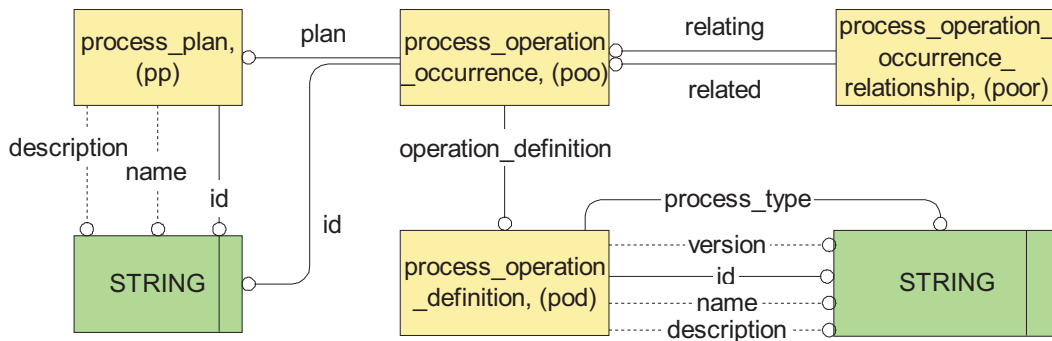 process_plan,
(pp)
plan
process_operation
_occurrence, (poo)
relating
related
process_operation_
occurrence_
relationship, (poor)
description
name
id
id
operation_definition
STRING
process_operation
_definition, (pod)
process_type
version
id
name
description
STRING